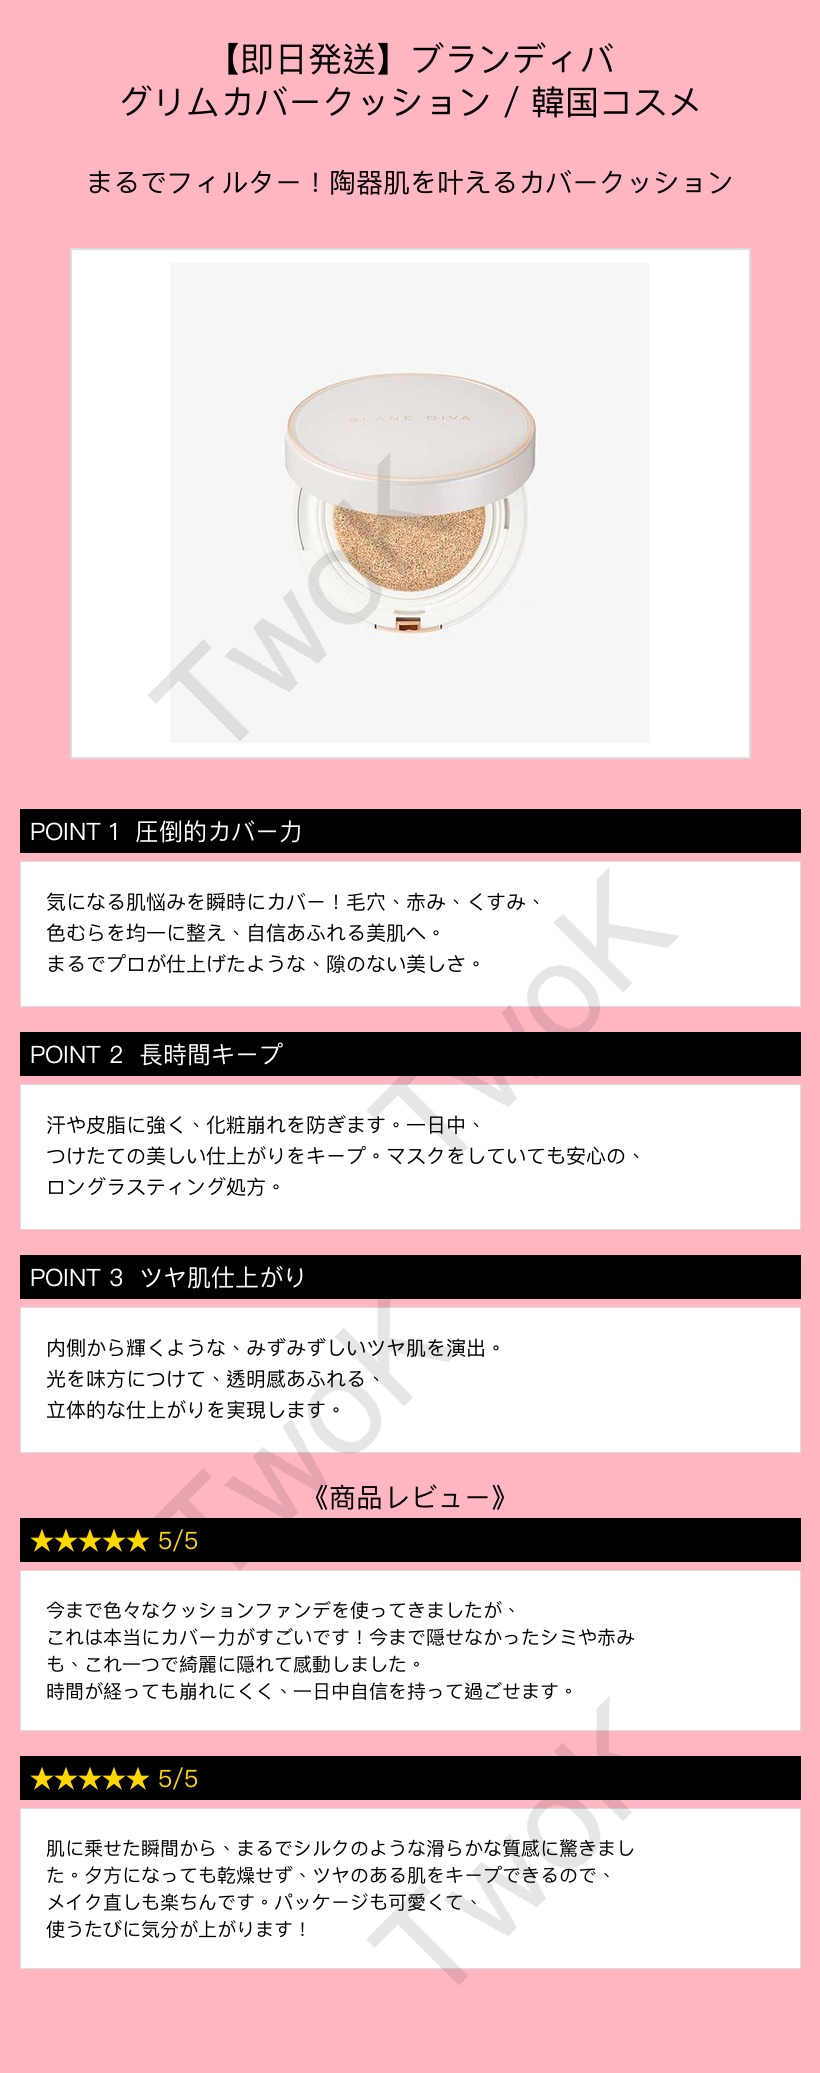 【即日発送】ブランディバ
グリムカバークッション / 韓国コスメ
まるでフィルター！陶器肌を叶えるカバークッション
BLANC DIVA
TwoK
POINT 1 圧倒的カバー力
気になる肌悩みを瞬時にカバー！毛穴、赤み、くすみ、
色むらを均一に整え、自信あふれる美肌へ。
まるでプロが仕上げたような、隙のない美しさ。
TwoK
POINT 2 長時間キープ
汗や皮脂に強く、化粧崩れを防ぎます。一日中、
つけたての美しい仕上がりをキープ。マスクをしていても安心の、
ロングラスティング処方。
POINT 3 ツヤ肌仕上がり
内側から輝くような、みずみずしいツヤ肌を演出。
光を味方につけて、透明感あふれる、
立体的な仕上がりを実現します。
TwoK
《商品レビュー》
★★★★★ 5/5
今まで色々なクッションファンデを使ってきましたが、
これは本当にカバー力がすごいです！今まで隠せなかったシミや赤み
も、これ一つで綺麗に隠れて感動しました。
時間が経っても崩れにくく、一日中自信を持って過ごせます。
★★★★★ 5/5
肌に乗せた瞬間から、まるでシルクのような滑らかな質感に驚きまし
た。夕方になっても乾燥せず、ツヤのある肌をキープできるので、
メイク直しも楽ちんです。パッケージも可愛くて、
使うたびに気分が上がります！
TwoK